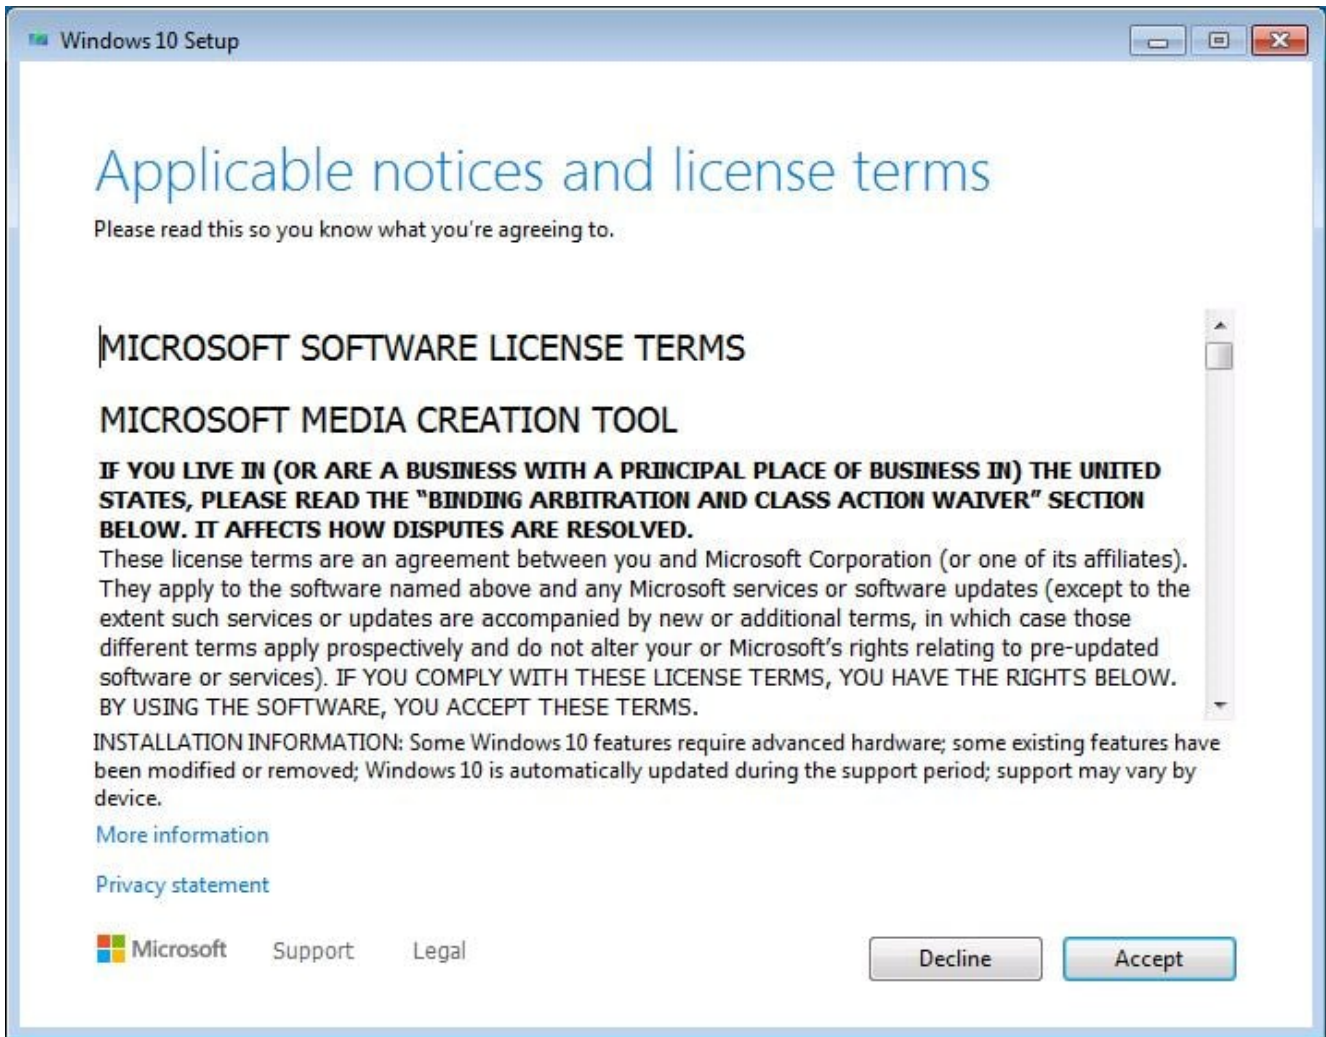 Windows 10 Setup
Applicable notices and license terms
Please read this so you know what you're agreeing to.
MICROSOFT SOFTWARE LICENSE TERMS
MICROSOFT MEDIA CREATION TOOL
IF YOU LIVE IN (OR ARE A BUSINESS WITH A PRINCIPAL PLACE OF BUSINESS IN) THE UNITED
STATES, PLEASE READ THE “BINDING ARBITRATION AND CLASS ACTION WAIVER” SECTION
BELOW. IT AFFECTS HOW DISPUTES ARE RESOLVED.
These license terms are an agreement between you and Microsoft Corporation (or one of its affiliates).
They apply to the software named above and any Microsoft services or software updates (except to the
extent such services or updates are accompanied by new or additional terms, in which case those
different terms apply prospectively and do not alter your or Microsoft’s rights relating to pre-updated
software or services). IF YOU COMPLY WITH THESE LICENSE TERMS, YOU HAVE THE RIGHTS BELOW.
BY USING THE SOFTWARE, YOU ACCEPT THESE TERMS.
INSTALLATION INFORMATION: Some Windows 10 features require advanced hardware; some existing features have
been modified or removed; Windows 10 is automatically updated during the support period; support may vary by
device.
More information
Privacy statement
Microsoft Support Legal
Decline Accept